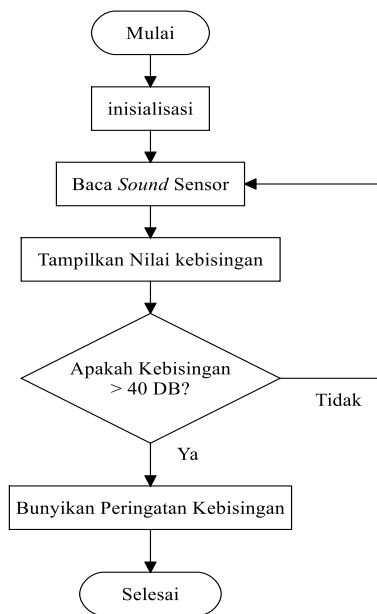 Mulai
inisialisasi
Baca Sound Sensor
Tampilkan Nilai kebisingan
Apakah Kebisingan
> 40 DB?
Tidak
Ya
Bunyikan Peringatan Kebisingan
Selesai